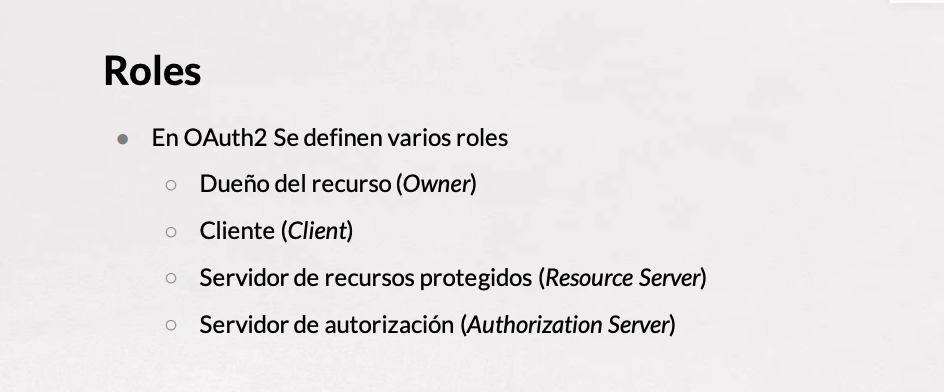 Roles
● En OAuth2 Se definen varios roles
○ Dueño del recurso (Owner)
○ Cliente (Client)
○ Servidor de recursos protegidos (Resource Server)
○ Servidor de autorización (Authorization Server)